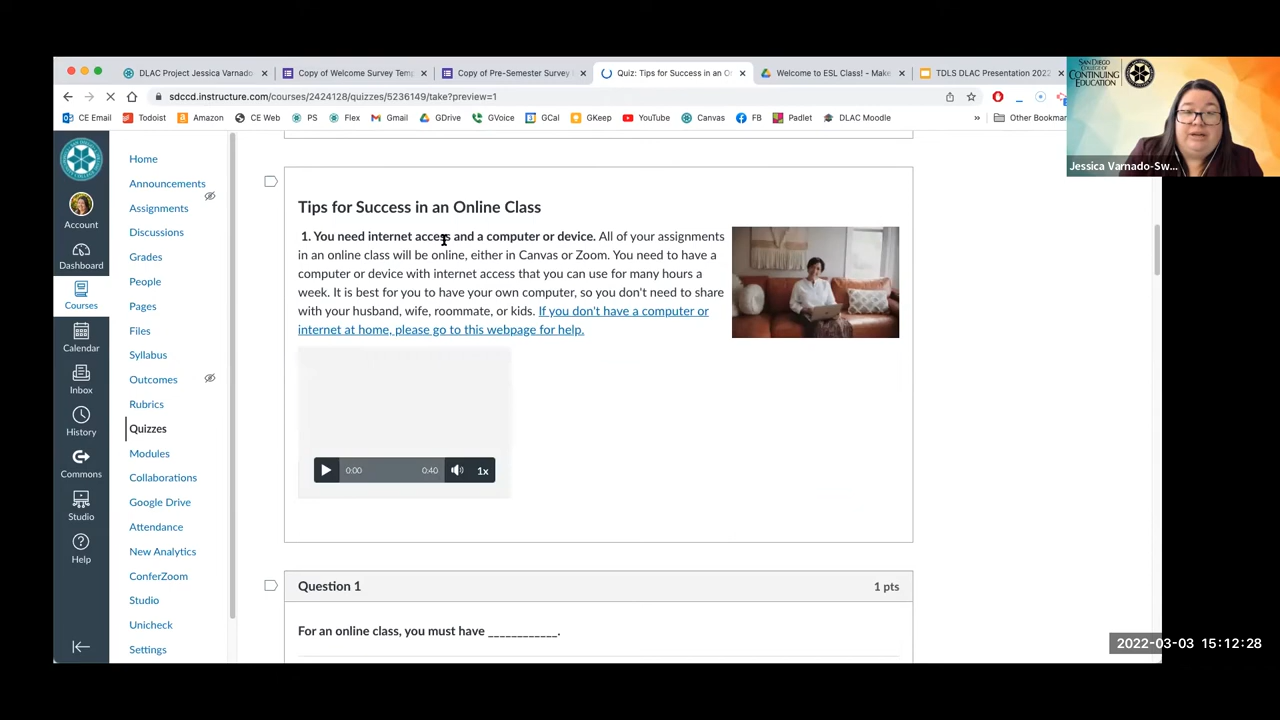 DLAC Project Jessica Varnado
Copy of Welcome Survey Temp
Copy of Pre-Semester Survey
Quiz: Tips for Success in an O
Welcome to ESL Class! - Make
TDLS DLAC Presentation 2022
sdccd.instructure.com/courses/2424128/quizzes/5236149/take?preview=1
CE Email
Todoist
Amazon
CE Web
PS
Flex
Gmail
GDrive
GVoice
GCal
GKeep
YouTube
Canvas
FB
Padlet
DLAC Moodle
»
Other Bookmar
SAN DIEGO
COLLEGE OF
CONTINUING
EDUCATION
Jessica Varnado-Sw...
Account
Dashboard
Courses
Calendar
Inbox
History
Commons
Studio
Help
Home
Announcements
Assignments
Discussions
Grades
People
Pages
Files
Syllabus
Outcomes
Rubrics
Quizzes
Modules
Collaborations
Google Drive
Attendance
New Analytics
ConferZoom
Studio
Unicheck
Settings
Tips for Success in an Online Class
1. You need internet access and a computer or device. All of your assignments
in an online class will be online, either in Canvas or Zoom. You need to have a
computer or device with internet access that you can use for many hours a
week. It is best for you to have your own computer, so you don't need to share
with your husband, wife, roommate, or kids. If you don't have a computer or
internet at home, please go to this webpage for help.
0:00
0:40
1x
Question 1
1 pts
For an online class, you must have ____________.
2022-03-03 15:12:28